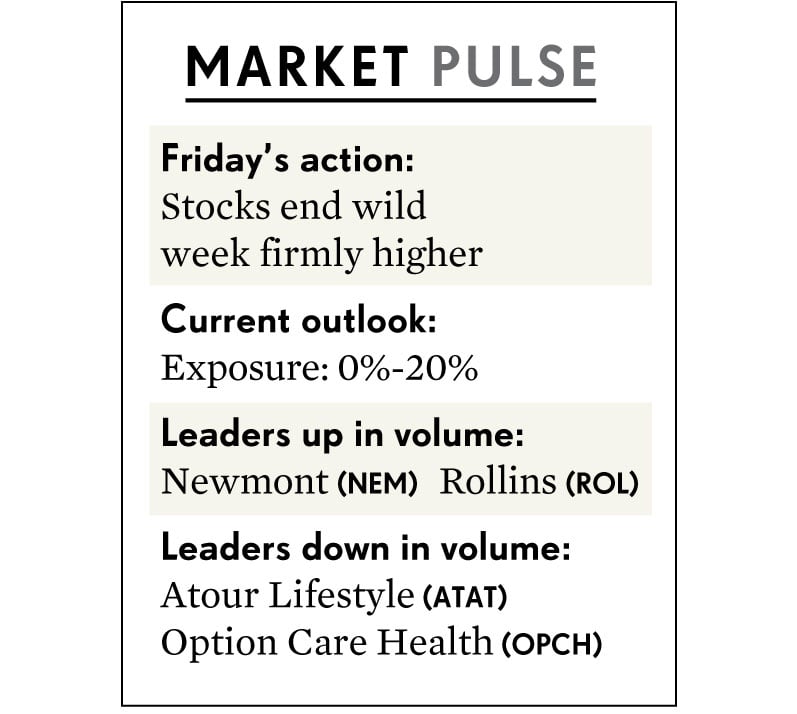 MARKET PULSE
Friday’s action:
Stocks end wild
week firmly higher
Current outlook:
Exposure: 0%-20%
Leaders up in volume:
Newmont (NEM) Rollins (ROL)
Leaders down in volume:
Atour Lifestyle (ATAT)
Option Care Health (OPCH)